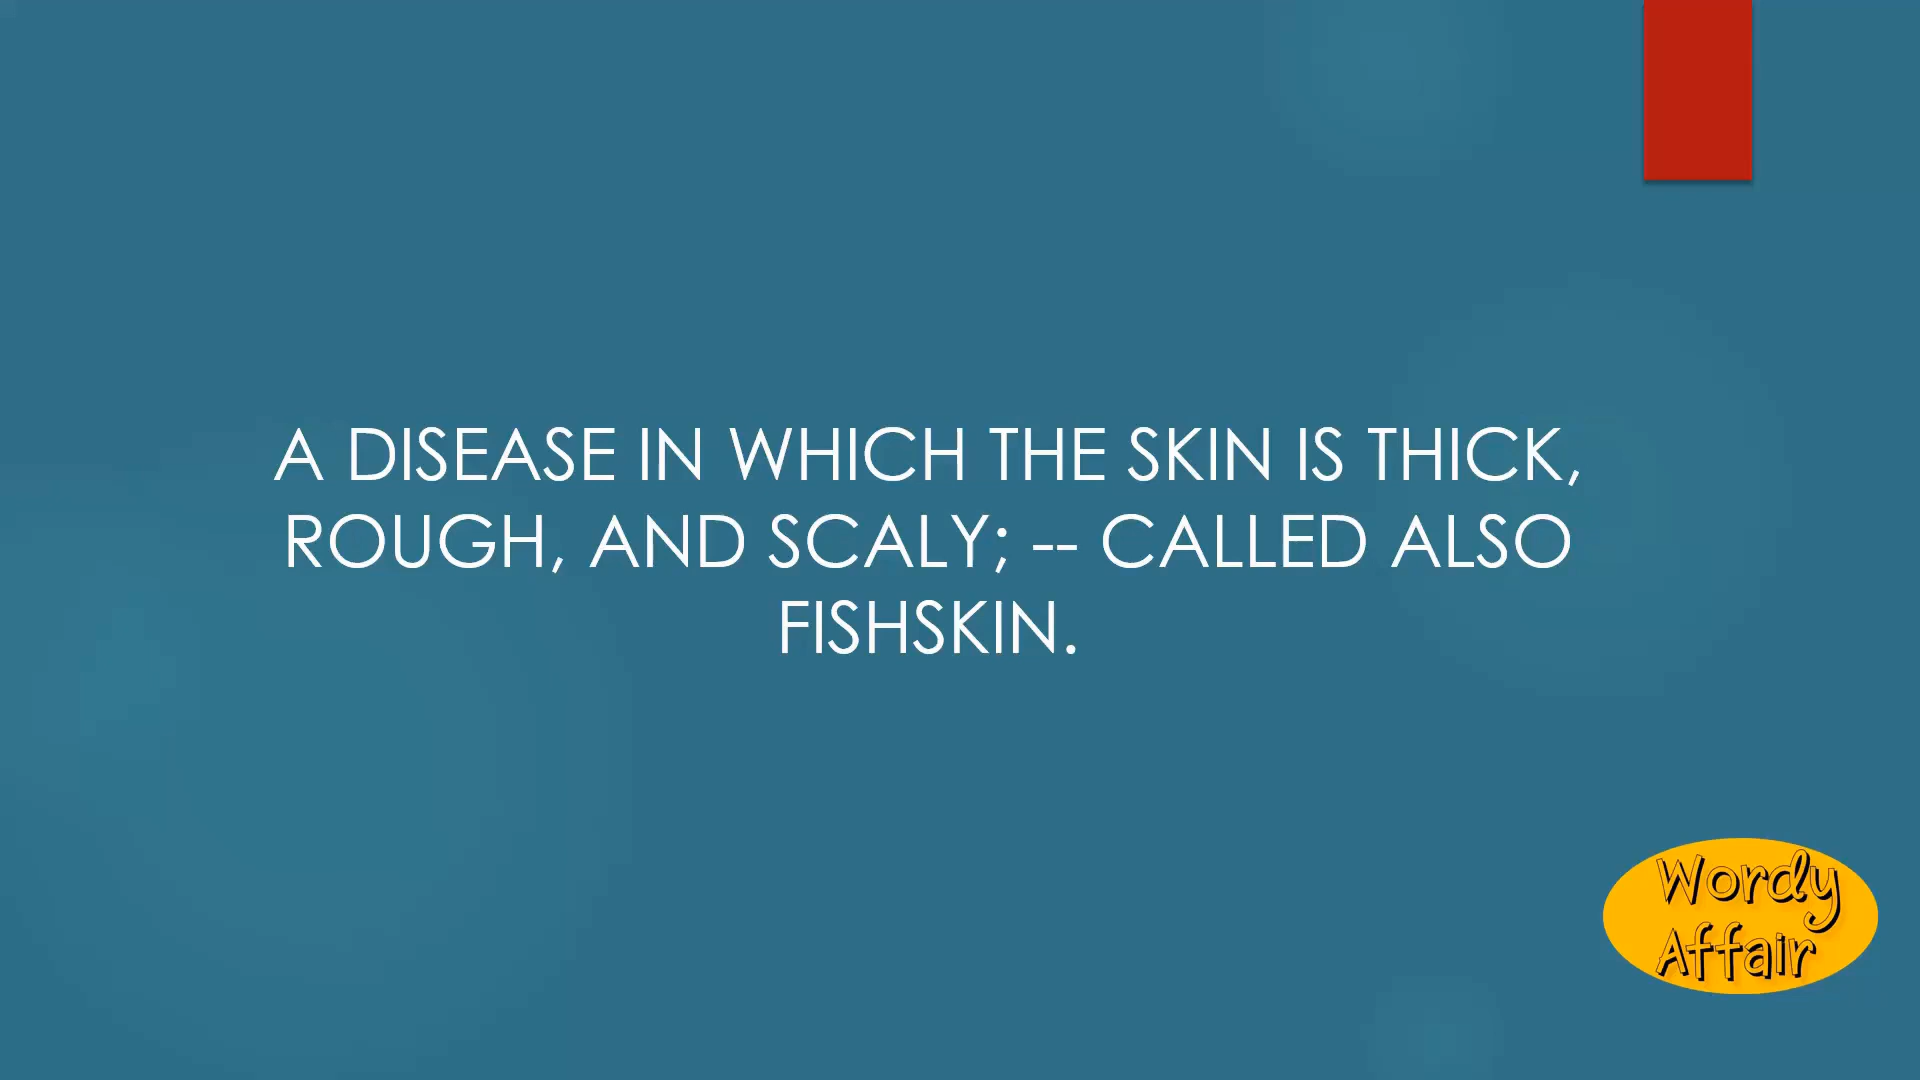 A DISEASE IN WHICH THE SKIN IS THICK,
ROUGH, AND SCALY; -- CALLED ALSO
FISHSKIN.
Wordy
Affair